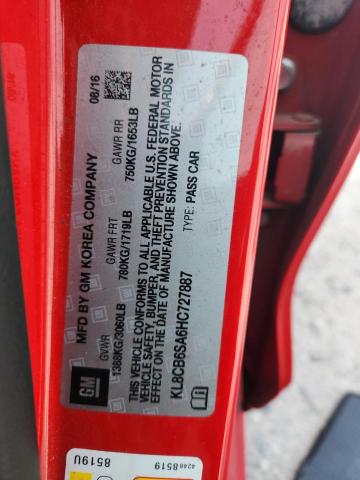 MFD BY GM KOREA COMPANY 08/16
GVWR GAWR FRT GAWR RR
1388KG/3060LB 780KG/1719LB 750KG/1653LB
THIS VEHICLE CONFORMS TO ALL APPLICABLE U.S. FEDERAL MOTOR
VEHICLE SAFETY, BUMPER, AND THEFT PREVENTION STANDARDS IN
EFFECT ON THE DATE OF MANUFACTURE SHOWN ABOVE.
KL8CB6SA6HC727887 TYPE: PASS CAR
GM
8519U
4248 8519